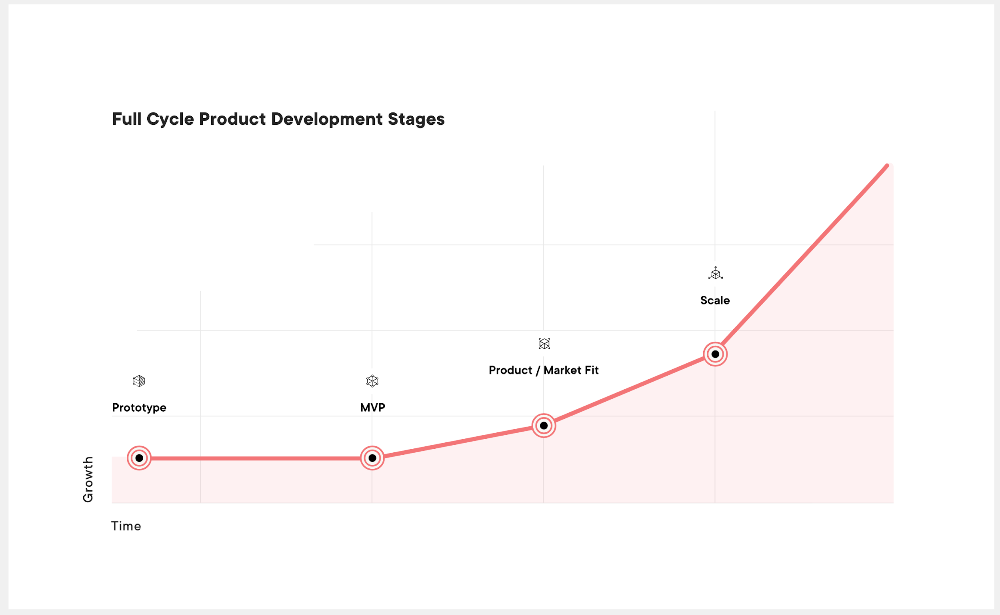 Full Cycle Product Development Stages
Scale
Product / Market Fit
Prototype
MVP
Growth
Time